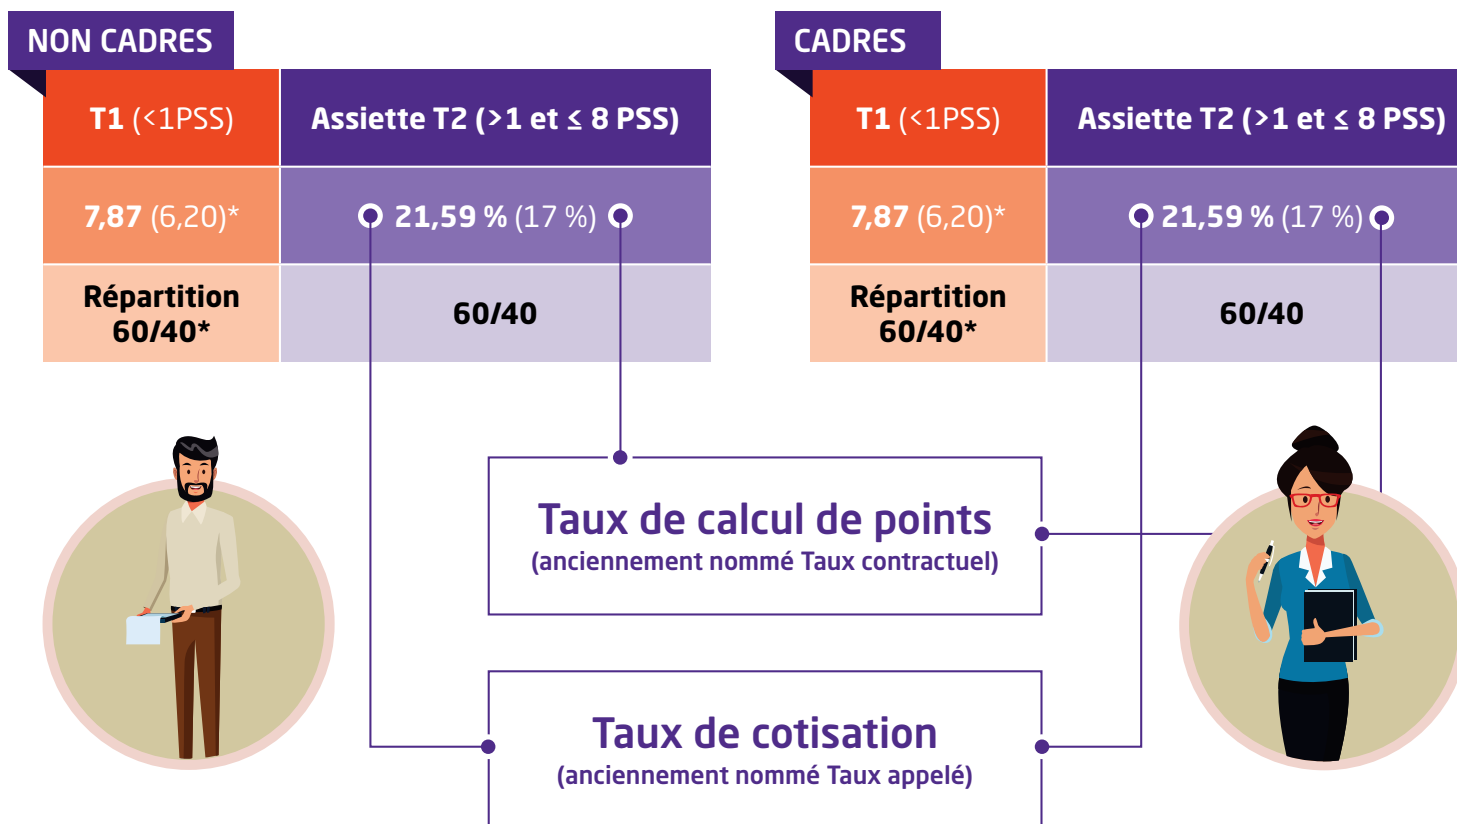 NON CADRES
T1 (<1PSS)
Assiette T2 (>1 et ≤ 8 PSS)
7,87 (6,20)*
21,59 % (17 %)
Répartition
60/40*
60/40
CADRES
T1 (<1PSS)
Assiette T2 (>1 et ≤ 8 PSS)
7,87 (6,20)*
21,59 % (17 %)
Répartition
60/40*
60/40
Taux de calcul de points
(anciennement nommé Taux contractuel)
Taux de cotisation
(anciennement nommé Taux appelé)